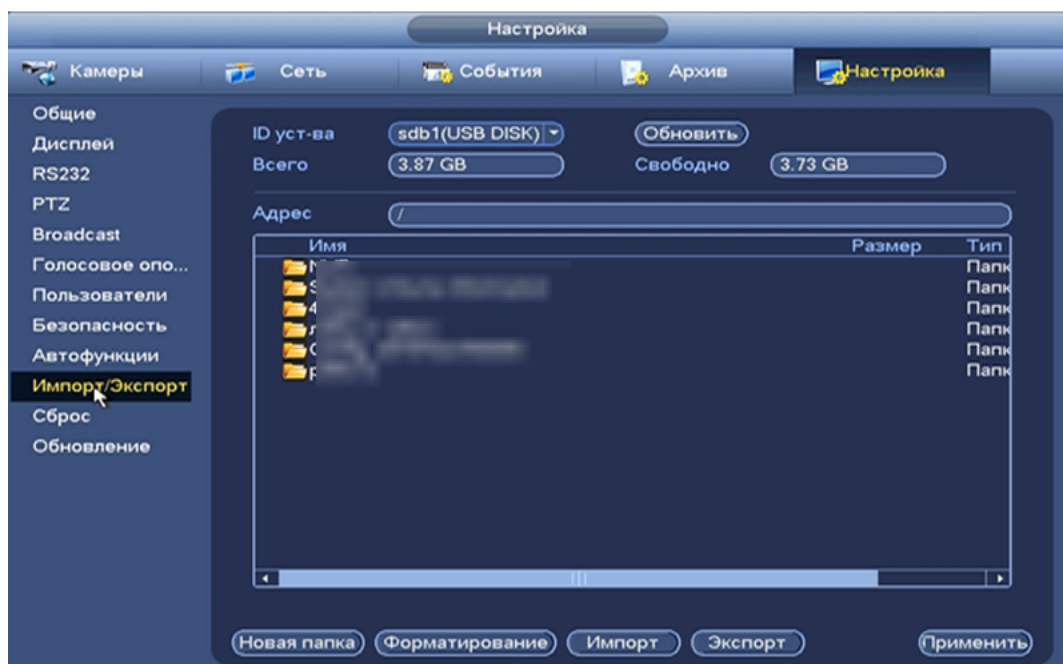 Настройка
Камеры Сеть События Архив Настройка
Общие
Дисплей
RS232
PTZ
Broadcast
Голосовое опо...
Пользователи
Безопасность
Автофункции
Импорт/Экспорт
Сброс
Обновление
ID уст-ва sdb1(USB DISK) Обновить
Всего 3.87 GB Свободно 3.73 GB
Адрес /
Имя Размер Тип
Папк
Папк
Папк
Папк
Папк
Папк
Новая папка Форматирование Импорт Экспорт Применить